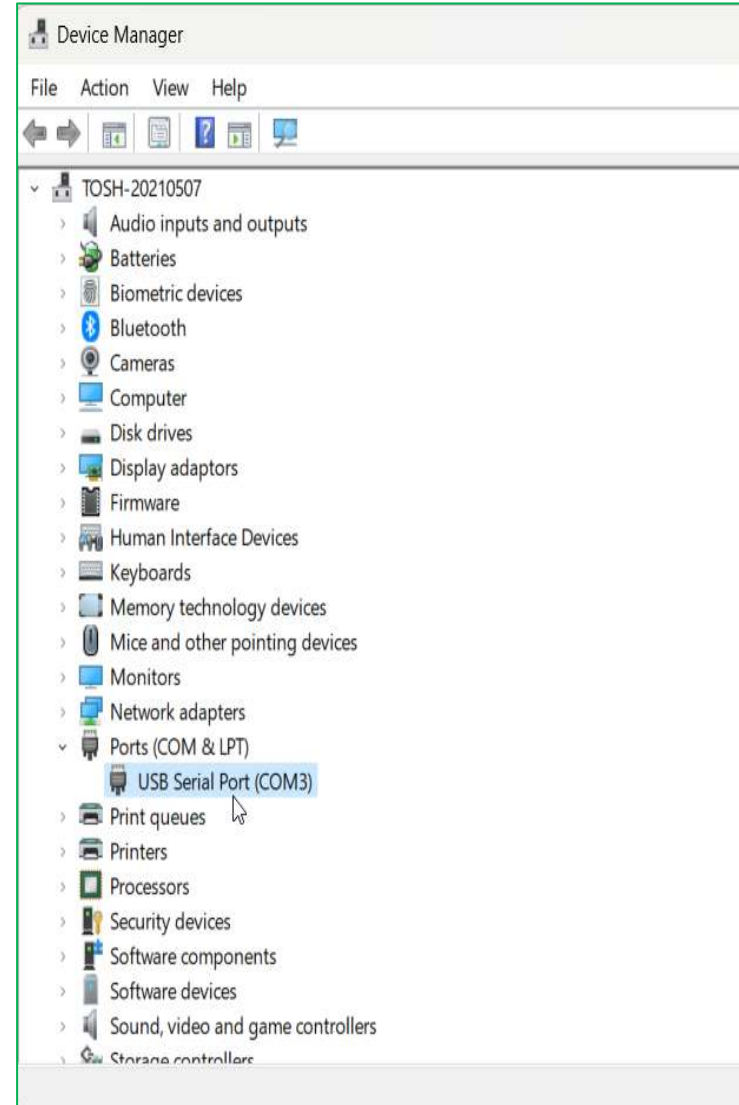 Device Manager
File Action View Help
TOSH-20210507
Audio inputs and outputs
Batteries
Biometric devices
Bluetooth
Cameras
Computer
Disk drives
Display adaptors
Firmware
Human Interface Devices
Keyboards
Memory technology devices
Mice and other pointing devices
Monitors
Network adapters
Ports (COM & LPT)
USB Serial Port (COM3)
Print queues
Printers
Processors
Security devices
Software components
Software devices
Sound, video and game controllers
Storage controllers